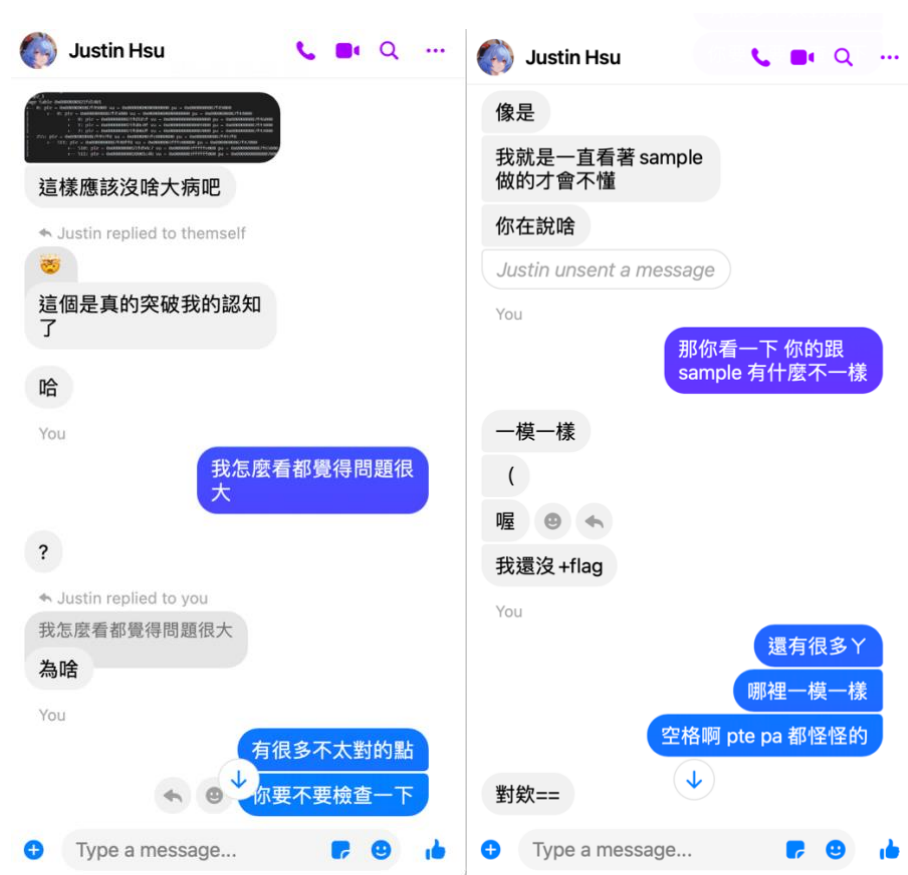 Justin Hsu
這樣應該沒啥大病吧
Justin replied to themself
這個是真的突破我的認知
了
哈
You
我怎麼看都覺得問題很
大
?
Justin replied to you
我怎麼看都覺得問題很大
為啥
You
有很多不太對的點
你要不要檢查一下
Type a message...
Justin Hsu
像是
我就是一直看著 sample
做的才會不懂
你在說啥
Justin unsent a message
You
那你看一下 你的跟
sample 有什麼不一樣
一模一樣
(
喔
我還沒 +flag
You
還有很多ㄚ
哪裡一模一樣
空格啊 pte pa 都怪怪的
對欸==
Type a message...